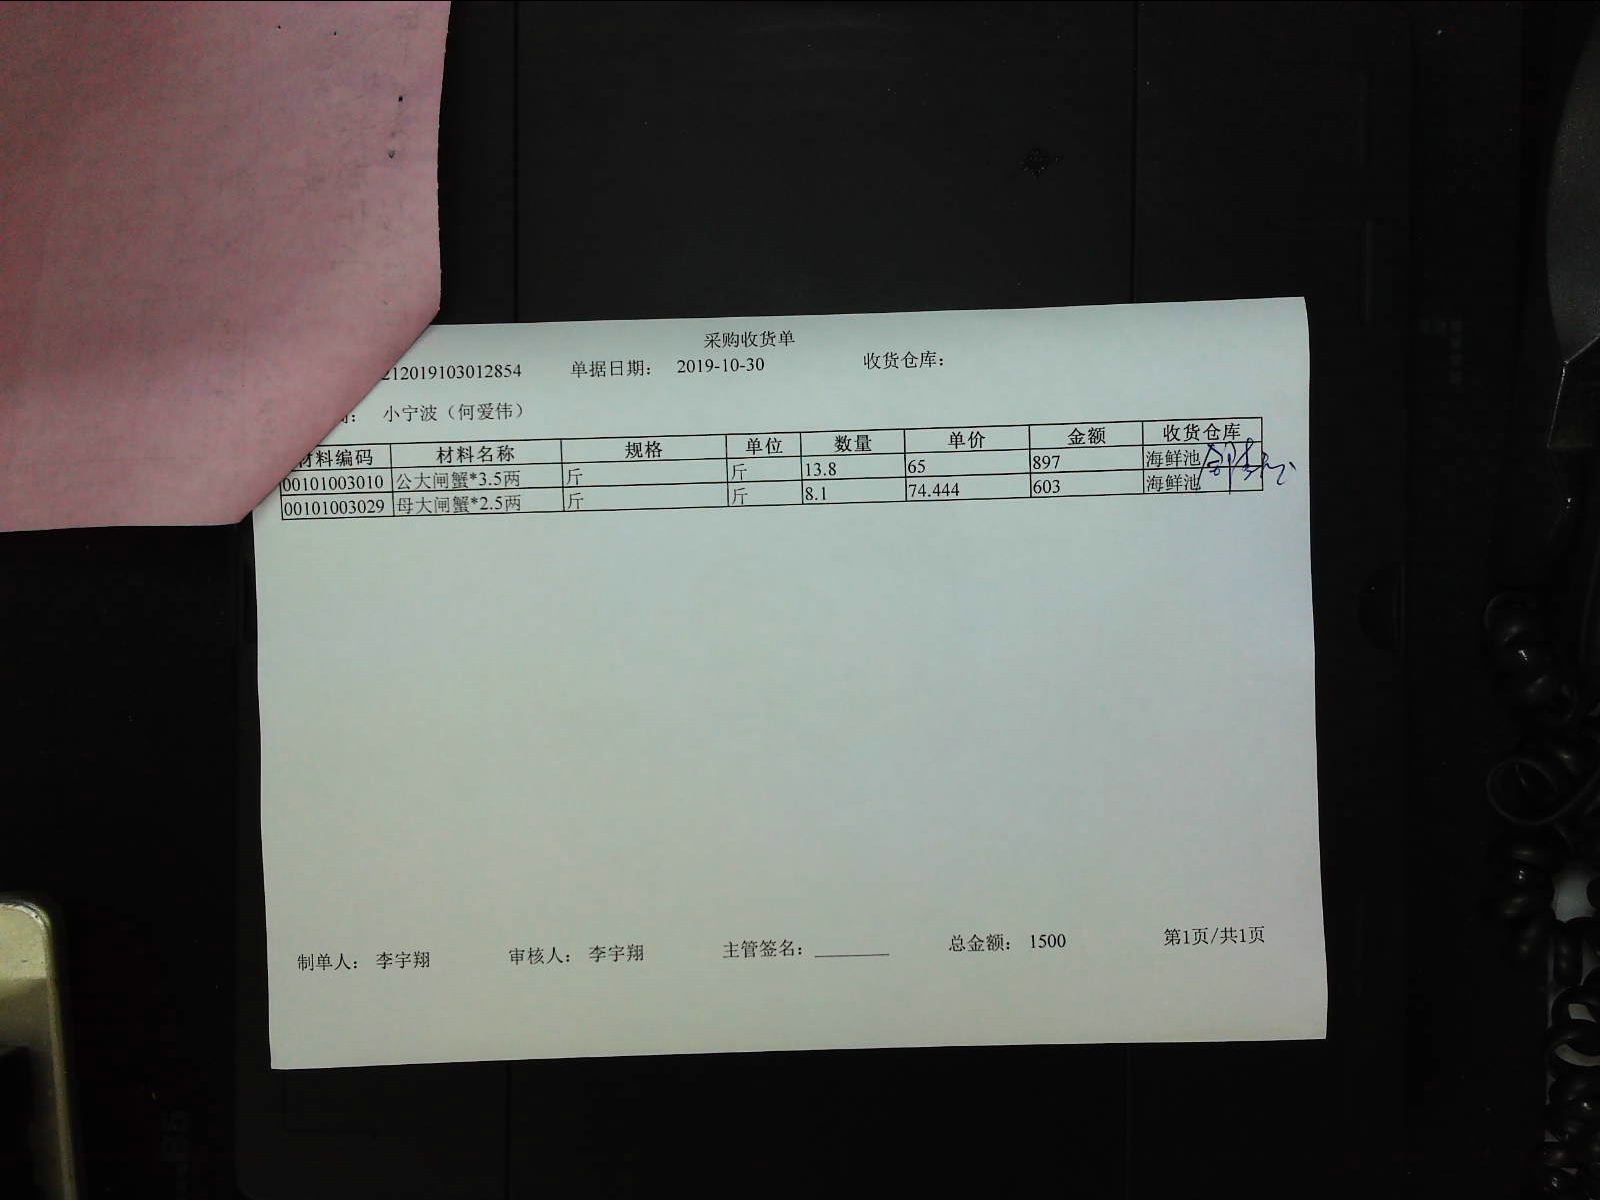 采购收货单
212019103012854 单据日期： 2019-10-30 收货仓库：
： 小宁波（何爱伟）
材料编码 材料名称 规格 单位 数量 单价 金额 收货仓库
00101003010 公大闸蟹*3.5两 斤 斤 13.8 65 897 海鲜池
00101003029 母大闸蟹*2.5两 斤 斤 8.1 74.444 603 海鲜池
制单人： 李宇翔 审核人： 李宇翔 主管签名： 总金额： 1500 第1页/共1页